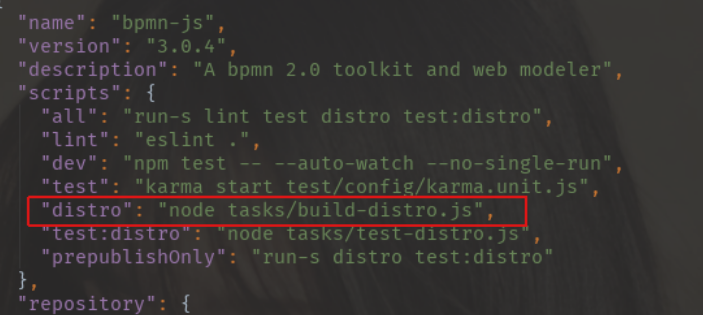 {
"name": "bpmn-js",
"version": "3.0.4",
"description": "A bpmn 2.0 toolkit and web modeler",
"scripts": {
"all": "run-s lint test distro test:distro",
"lint": "eslint .",
"dev": "npm test -- --auto-watch --no-single-run",
"test": "karma start test/config/karma.unit.js",
"distro": "node tasks/build-distro.js",
"test:distro": "node tasks/test-distro.js",
"prepublishOnly": "run-s distro test:distro"
},
"repository": {